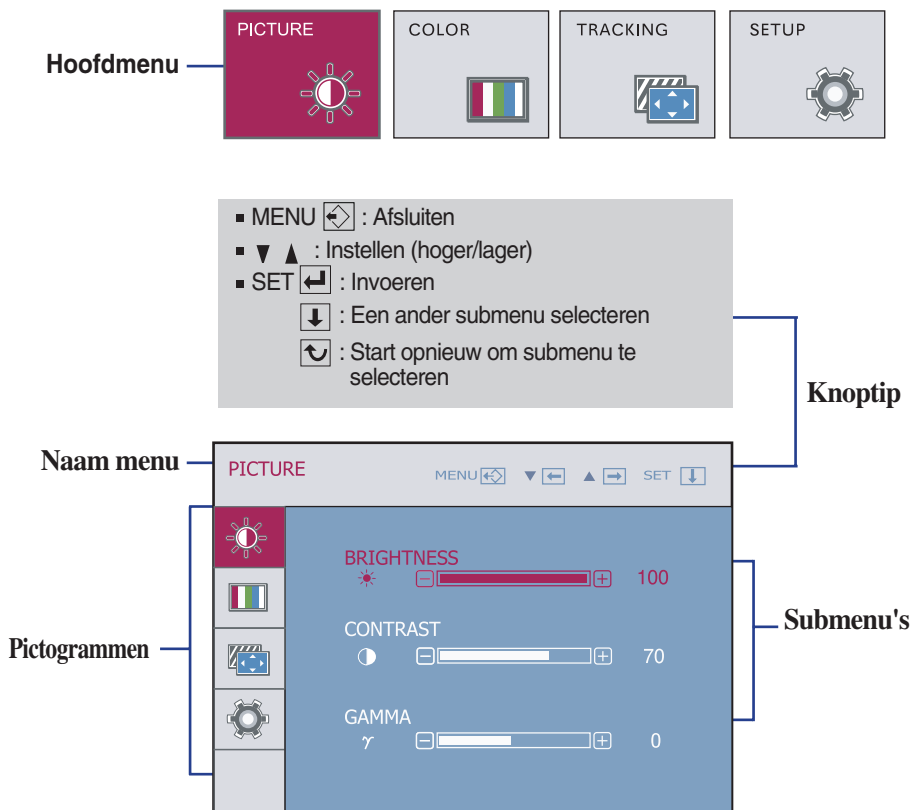 PICTURE
COLOR
TRACKING
SETUP
Hoofdmenu
MENU : Afsluiten
▼ ▲ : Instellen (hoger/lager)
SET : Invoeren
: Een ander submenu selecteren
: Start opnieuw om submenu te
selecteren
Knoptip
Naam menu
PICTURE
MENU ▼ ▲ SET
BRIGHTNESS
100
CONTRAST
70
GAMMA
γ 0
Submenu's
Pictogrammen